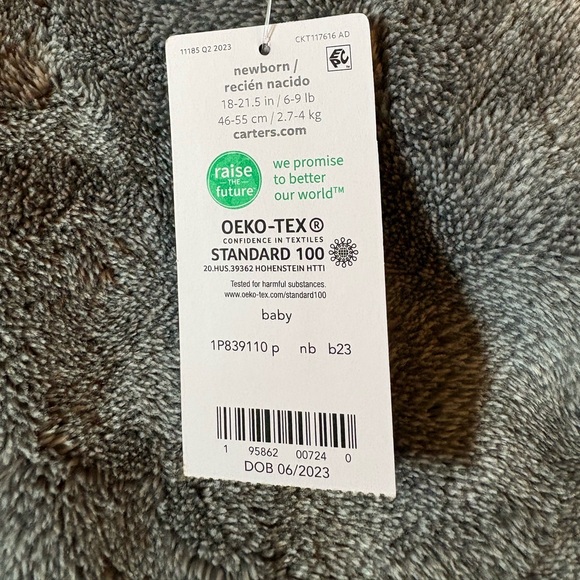 11185 Q2 2023
CKT117616 AD
EPC
newborn /
recién nacido
18-21.5 in / 6-9 lb
46-55 cm / 2.7-4 kg
carters.com
raise
THE
future
we promise
to better
our world™
OEKO-TEX®
CONFIDENCE IN TEXTILES
STANDARD 100
20.HUS.39362 HOHENSTEIN HTTI
Tested for harmful substances.
www.oeko-tex.com/standard100
baby
1P839110 p nb b23
1 95862 00724 0
DOB 06/2023